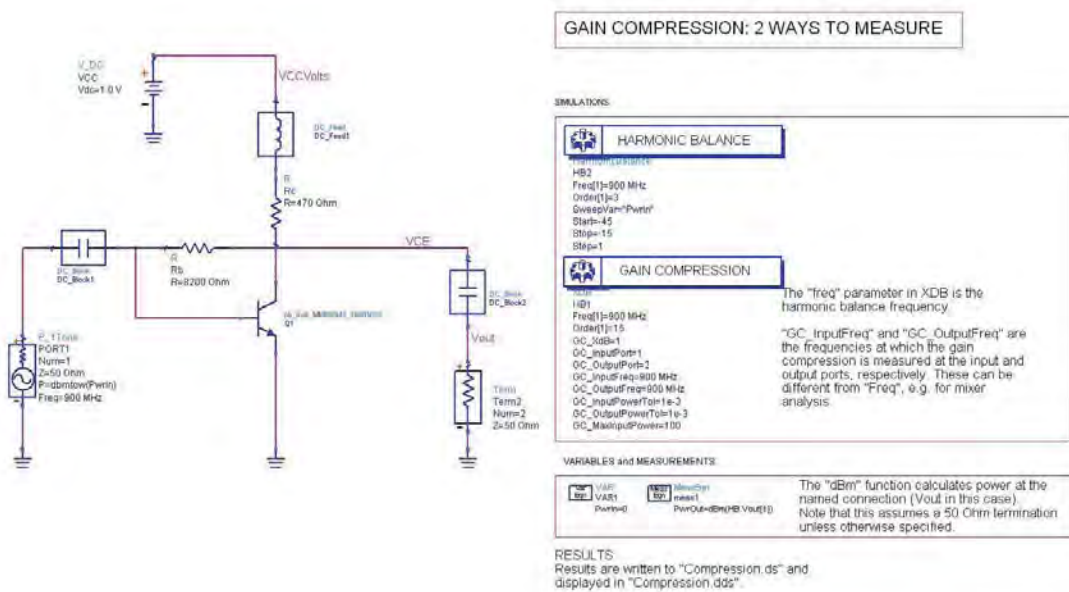 GAIN COMPRESSION: 2 WAYS TO MEASURE
V_DC
VCC
Vdc=1.0 V
VCCVolts
DC_Feed
DC_Feed1
R
Rc
R=470 Ohm
VCE
DC_Block
DC_Block1
R
Rb
R=8200 Ohm
DC_Block
DC_Block2
Q1
Vout
P_1Tone
PORT1
Num=1
Z=50 Ohm
P=dbmtow(Pwrin)
Freq=900 MHz
Term
Term2
Num=2
Z=50 Ohm
SIMULATIONS
HARMONIC BALANCE
HarmonicBalance
HB2
Freq[1]=900 MHz
Order[1]=3
SweepVar="Pwrin"
Start=-45
Stop=-15
Step=1
GAIN COMPRESSION
XDB
HB1
Freq[1]=900 MHz
Order[1]=15
GC_XdB=1
GC_InputPort=1
GC_OutputPort=2
GC_InputFreq=900 MHz
GC_OutputFreq=900 MHz
GC_InputPowerTol=1e-3
GC_OutputPowerTol=1e-3
GC_MaxInputPower=100
The "freq" parameter in XDB is the
harmonic balance frequency.
"GC_InputFreq" and "GC_OutputFreq" are
the frequencies at which the gain
compression is measured at the input and
output ports, respectively. These can be
different from "Freq", e.g. for mixer
analysis.
VARIABLES and MEASUREMENTS
Var
Eqn
VAR
VAR1
Pwrin=0
Meas
Eqn
MeasEqn
meas1
PwrOut=dBm(HB.Vout[1])
The "dBm" function calculates power at the
named connection (Vout in this case).
Note that this assumes a 50 Ohm termination
unless otherwise specified.
RESULTS
Results are written to "Compression.ds" and
displayed in "Compression.dds".